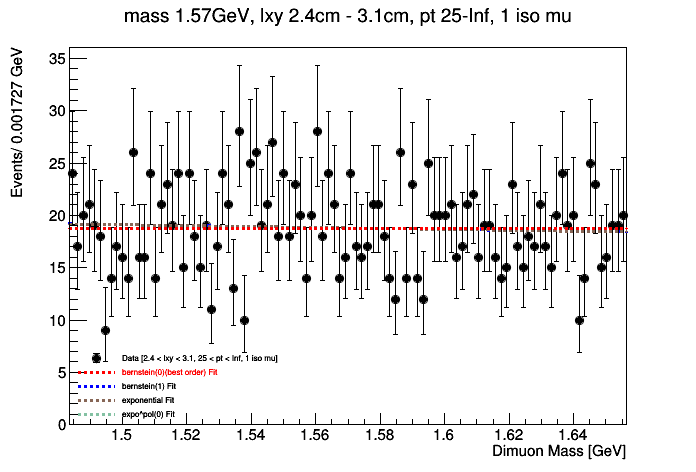 mass 1.57GeV, lxy 2.4cm - 3.1cm, pt 25-Inf, 1 iso mu
Events/ 0.001727 GeV
35
30
25
20
15
10
5
0
Data [2.4 < lxy < 3.1, 25 < pt < Inf, 1 iso mu]
bernstein(0)(best order) Fit
bernstein(1) Fit
exponential Fit
expo*pol(0) Fit
1.5 1.52 1.54 1.56 1.58 1.6 1.62 1.64
Dimuon Mass [GeV]